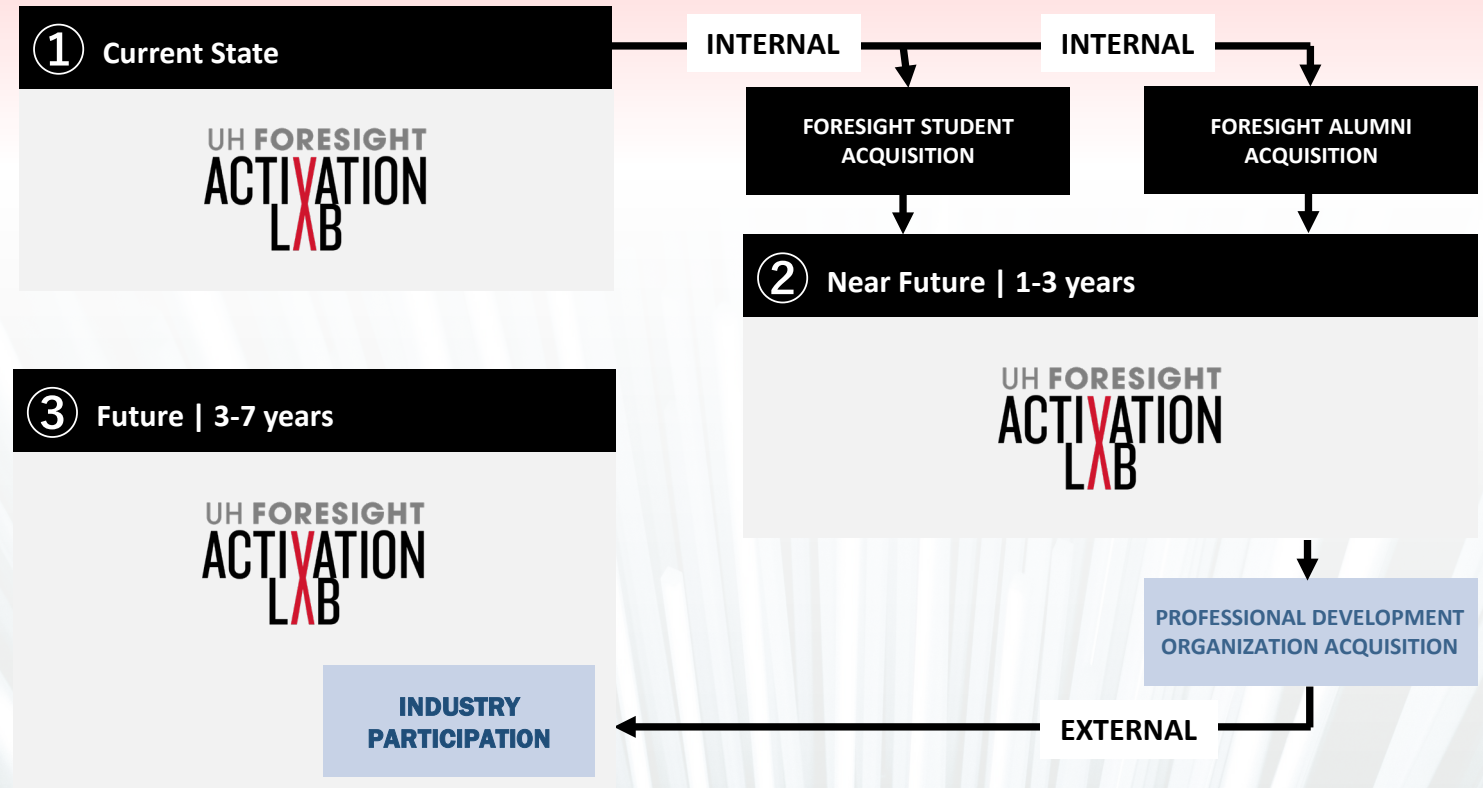 ① Current State
UH FORESIGHT
ACTIVATION
LAB
INTERNAL
INTERNAL
FORESIGHT STUDENT
ACQUISITION
FORESIGHT ALUMNI
ACQUISITION
② Near Future | 1-3 years
UH FORESIGHT
ACTIVATION
LAB
PROFESSIONAL DEVELOPMENT
ORGANIZATION ACQUISITION
EXTERNAL
③ Future | 3-7 years
UH FORESIGHT
ACTIVATION
LAB
INDUSTRY
PARTICIPATION